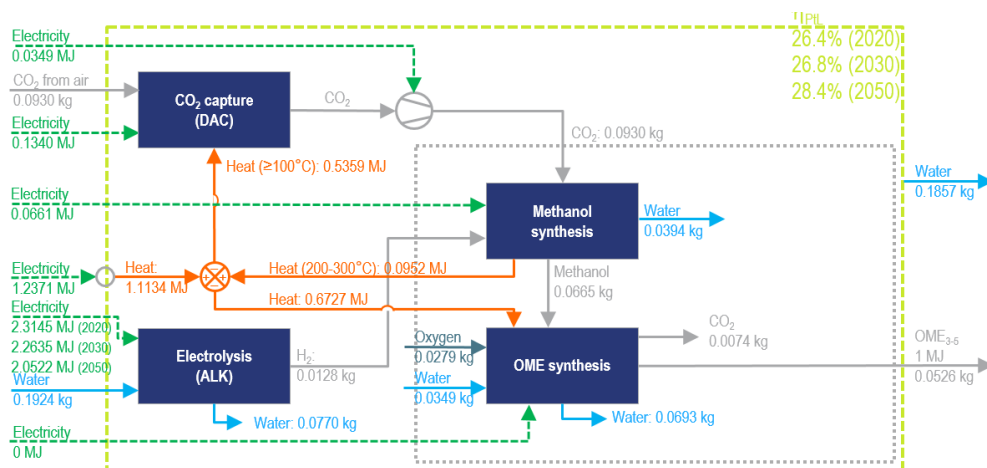 ηPtL
26.4% (2020)
26.8% (2030)
28.4% (2050)
Electricity
0.0349 MJ
CO₂ from air
0.0930 kg
Electricity
0.1340 MJ
CO₂ capture
(DAC)
CO₂
CO₂: 0.0930 kg
Heat (≥100°C): 0.5359 MJ
Water
0.1857 kg
Electricity
0.0661 MJ
Methanol
synthesis
Water
0.0394 kg
Electricity
1.2371 MJ
Heat:
1.1134 MJ
Heat (200-300°C): 0.0952 MJ
Methanol
0.0665 kg
Heat: 0.6727 MJ
Electricity
2.3145 MJ (2020)
2.2635 MJ (2030)
2.0522 MJ (2050)
Electrolysis
(ALK)
H₂:
0.0128 kg
Oxygen
0.0279 kg
OME synthesis
CO₂
0.0074 kg
OME₃₋₅
1 MJ
0.0526 kg
Water
0.1924 kg
Water
0.0349 kg
Water: 0.0770 kg
Water: 0.0693 kg
Electricity
0 MJ